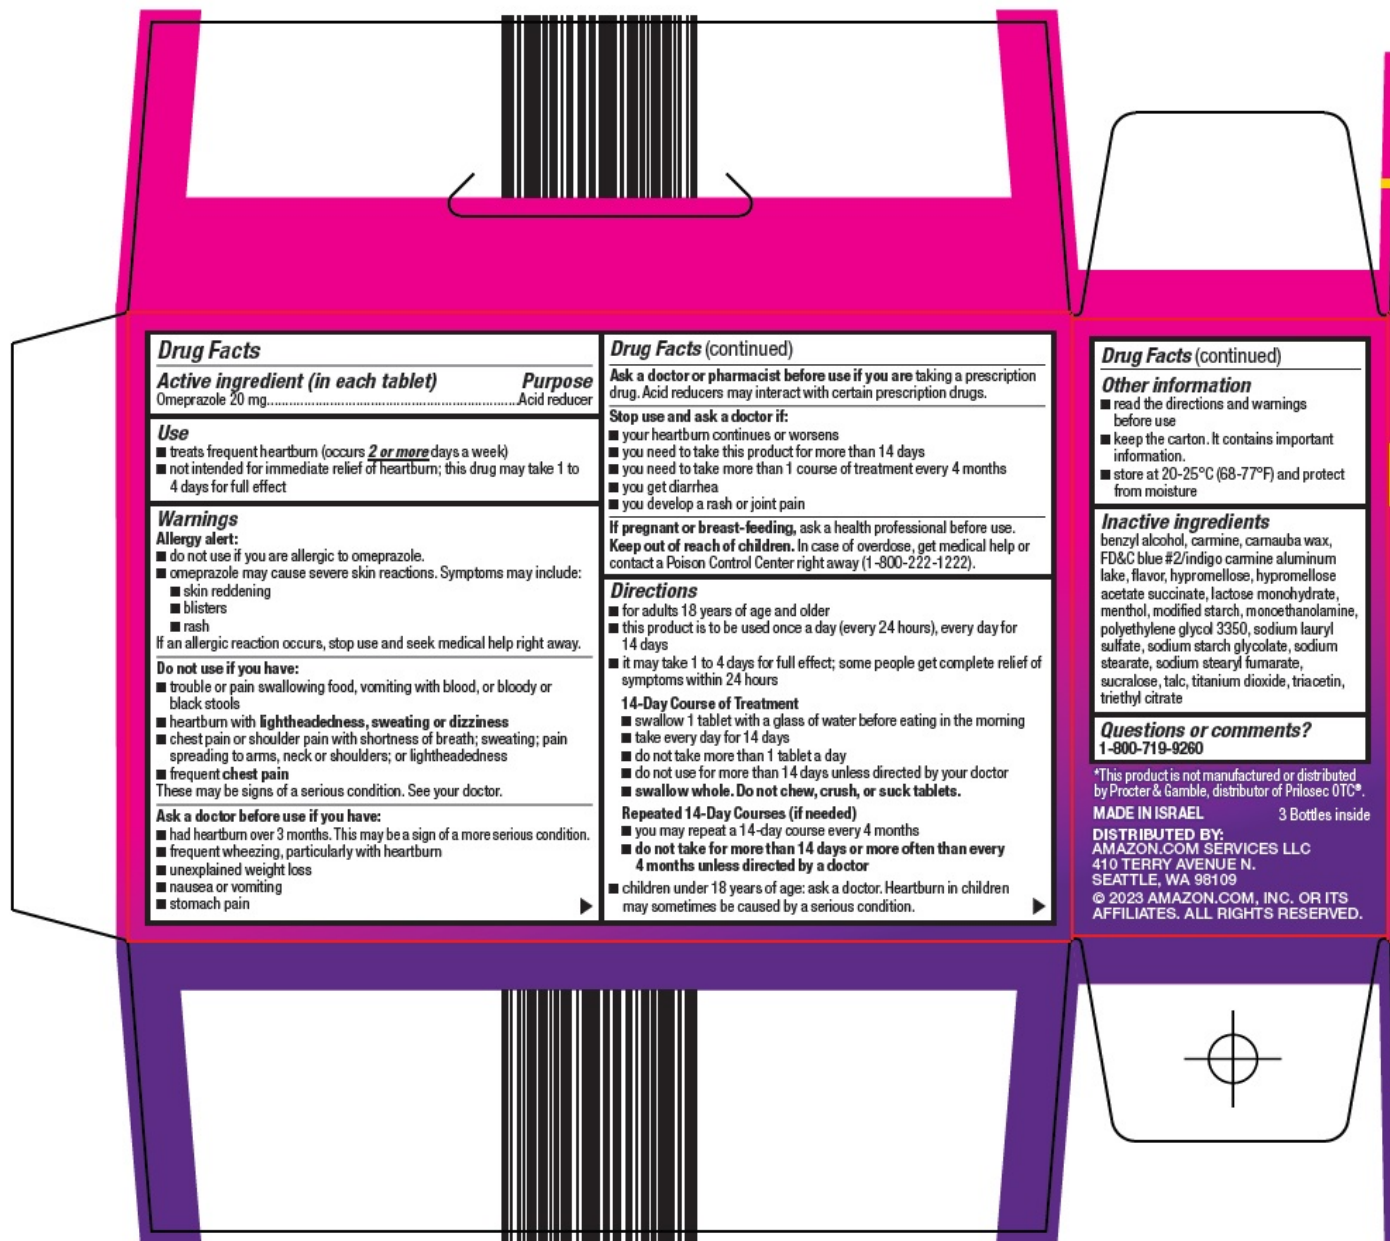 Drug Facts
Active ingredient (in each tablet) Purpose
Omeprazole 20 mg......................................................................Acid reducer
Use
■ treats frequent heartburn (occurs 2 or more days a week)
■ not intended for immediate relief of heartburn; this drug may take 1 to
4 days for full effect
Warnings
Allergy alert:
■ do not use if you are allergic to omeprazole.
■ omeprazole may cause severe skin reactions. Symptoms may include:
■ skin reddening
■ blisters
■ rash
If an allergic reaction occurs, stop use and seek medical help right away.
Do not use if you have:
■ trouble or pain swallowing food, vomiting with blood, or bloody or
black stools
■ heartburn with lightheadedness, sweating or dizziness
■ chest pain or shoulder pain with shortness of breath; sweating; pain
spreading to arms, neck or shoulders; or lightheadedness
■ frequent chest pain
These may be signs of a serious condition. See your doctor.
Ask a doctor before use if you have:
■ had heartburn over 3 months. This may be a sign of a more serious condition.
■ frequent wheezing, particularly with heartburn
■ unexplained weight loss
■ nausea or vomiting
■ stomach pain
Drug Facts (continued)
Ask a doctor or pharmacist before use if you are taking a prescription
drug. Acid reducers may interact with certain prescription drugs.
Stop use and ask a doctor if:
■ your heartburn continues or worsens
■ you need to take this product for more than 14 days
■ you need to take more than 1 course of treatment every 4 months
■ you get diarrhea
■ you develop a rash or joint pain
If pregnant or breast-feeding, ask a health professional before use.
Keep out of reach of children. In case of overdose, get medical help or
contact a Poison Control Center right away (1-800-222-1222).
Directions
■ for adults 18 years of age and older
■ this product is to be used once a day (every 24 hours), every day for
14 days
■ it may take 1 to 4 days for full effect; some people get complete relief of
symptoms within 24 hours
14-Day Course of Treatment
■ swallow 1 tablet with a glass of water before eating in the morning
■ take every day for 14 days
■ do not take more than 1 tablet a day
■ do not use for more than 14 days unless directed by your doctor
■ swallow whole. Do not chew, crush, or suck tablets.
Repeated 14-Day Courses (if needed)
■ you may repeat a 14-day course every 4 months
■ do not take for more than 14 days or more often than every
4 months unless directed by a doctor
■ children under 18 years of age: ask a doctor. Heartburn in children
may sometimes be caused by a serious condition.
Drug Facts (continued)
Other information
■ read the directions and warnings
before use
■ keep the carton. It contains important
information.
■ store at 20-25°C (68-77°F) and protect
from moisture
Inactive ingredients
benzyl alcohol, carmine, carnauba wax,
FD&C blue #2/indigo carmine aluminum
lake, flavor, hypromellose, hypromellose
acetate succinate, lactose monohydrate,
menthol, modified starch, monoethanolamine,
polyethylene glycol 3350, sodium lauryl
sulfate, sodium starch glycolate, sodium
stearate, sodium stearyl fumarate,
sucralose, talc, titanium dioxide, triacetin,
triethyl citrate
Questions or comments?
1-800-719-9260
*This product is not manufactured or distributed
by Procter & Gamble, distributor of Prilosec OTC®.
MADE IN ISRAEL 3 Bottles inside
DISTRIBUTED BY:
AMAZON.COM SERVICES LLC
410 TERRY AVENUE N.
SEATTLE, WA 98109
© 2023 AMAZON.COM, INC. OR ITS
AFFILIATES. ALL RIGHTS RESERVED.